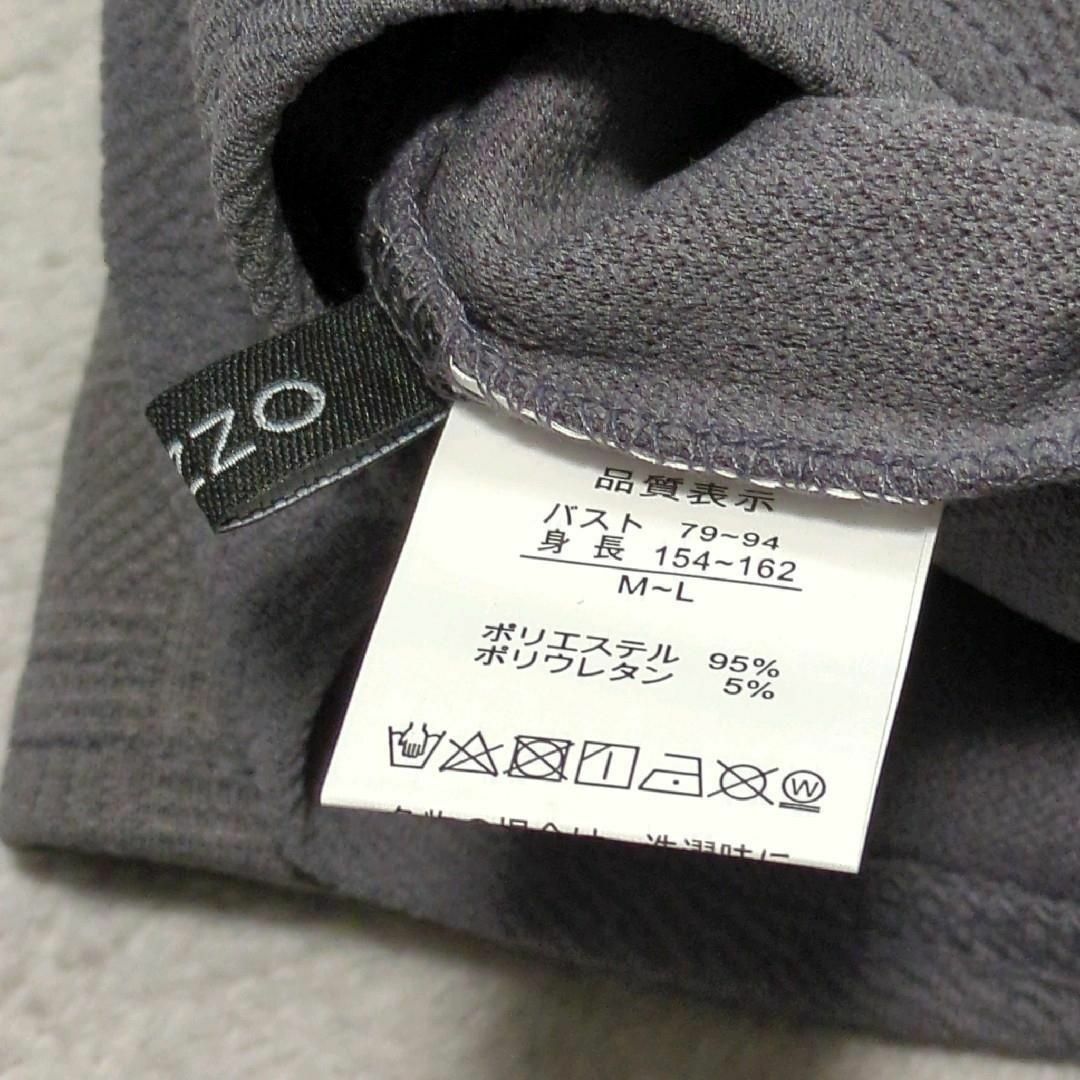 ZZO
品質表示
バスト 79~94
身長 154~162
M~L
ポリエステル 95%
ポリウレタン 5%
W